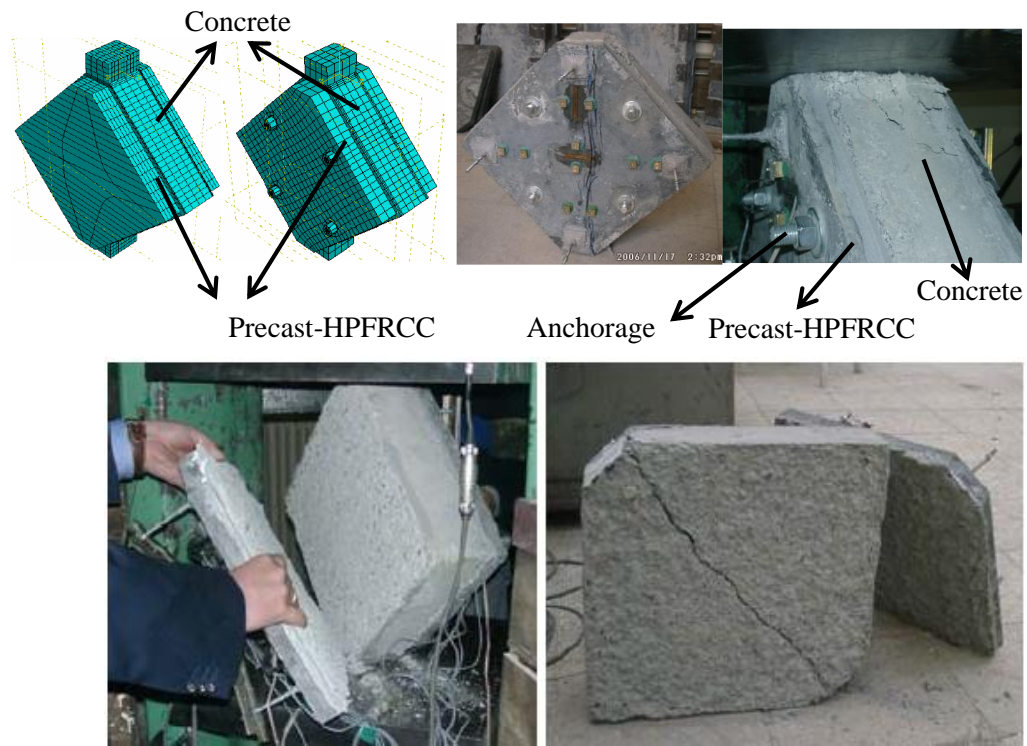 Concrete
2006/11/17 2:32pm
Concrete
Precast-HPFRCC
Anchorage
Precast-HPFRCC